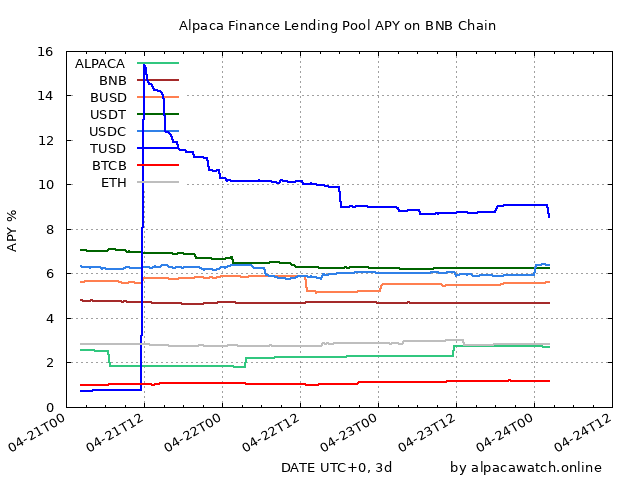 Alpaca Finance Lending Pool APY on BNB Chain
16
14
12
10
8
6
4
2
0
APY %
ALPACA
BNB
BUSD
USDT
USDC
TUSD
BTCB
ETH
04-21T00
04-21T12
04-22T00
04-22T12
04-23T00
04-23T12
04-24T00
04-24T12
DATE UTC+0, 3d
by alpacawatch.online